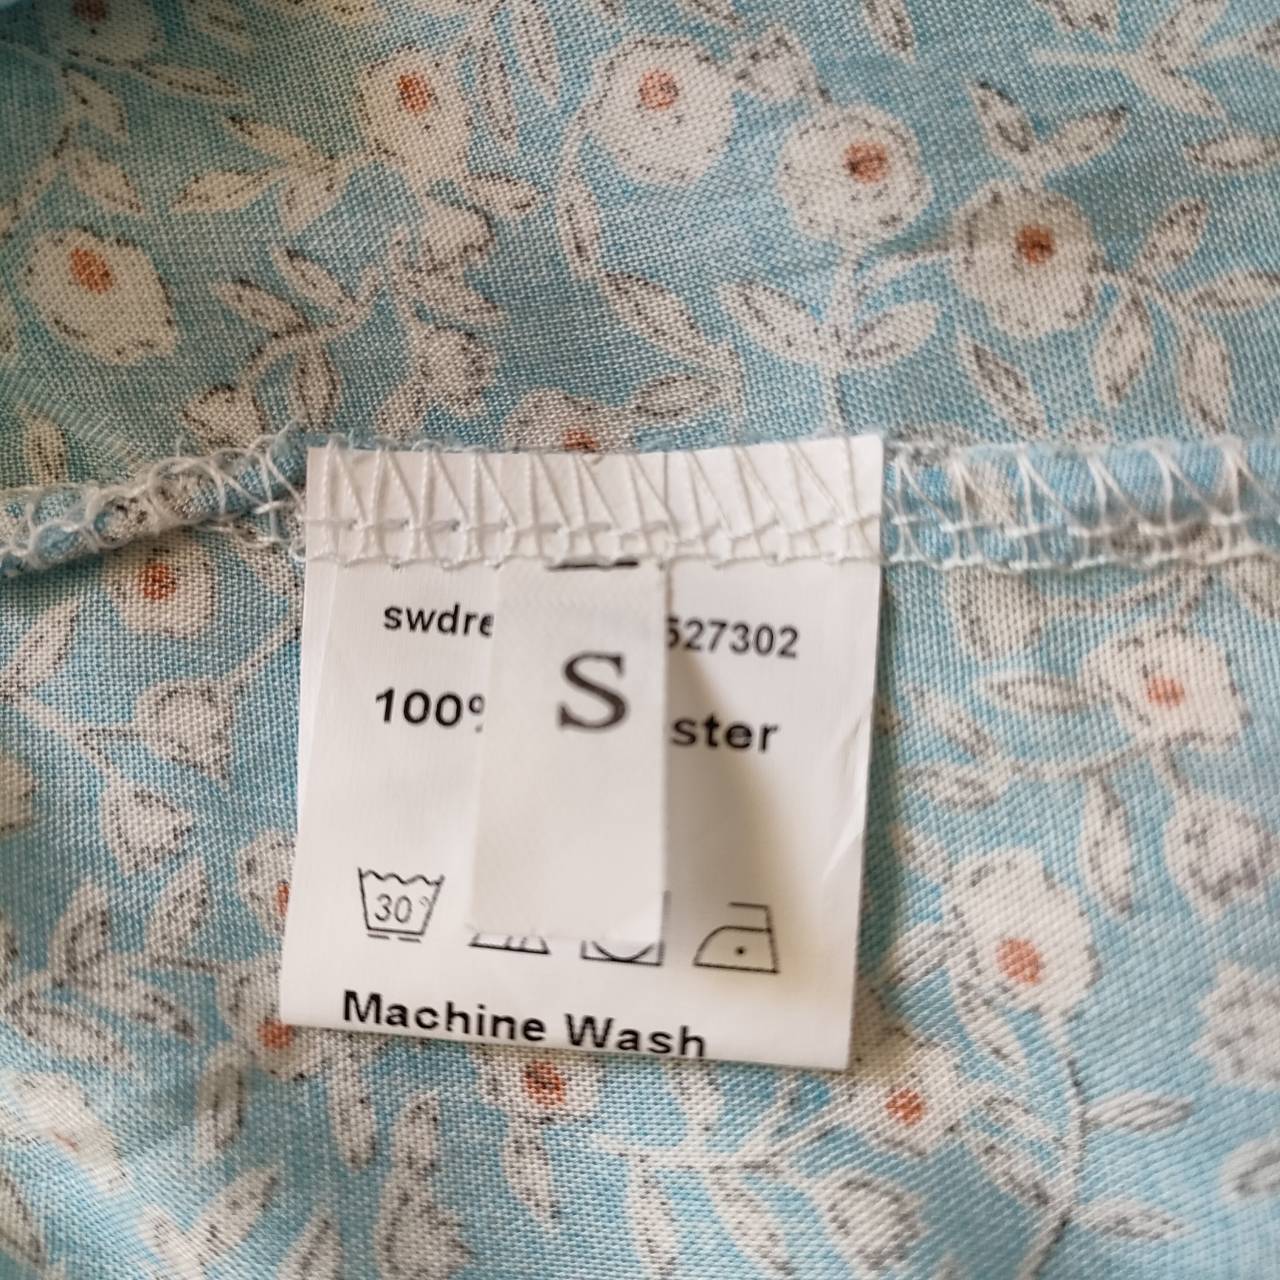 swdre 527302
S
100% ster
30°
Machine Wash